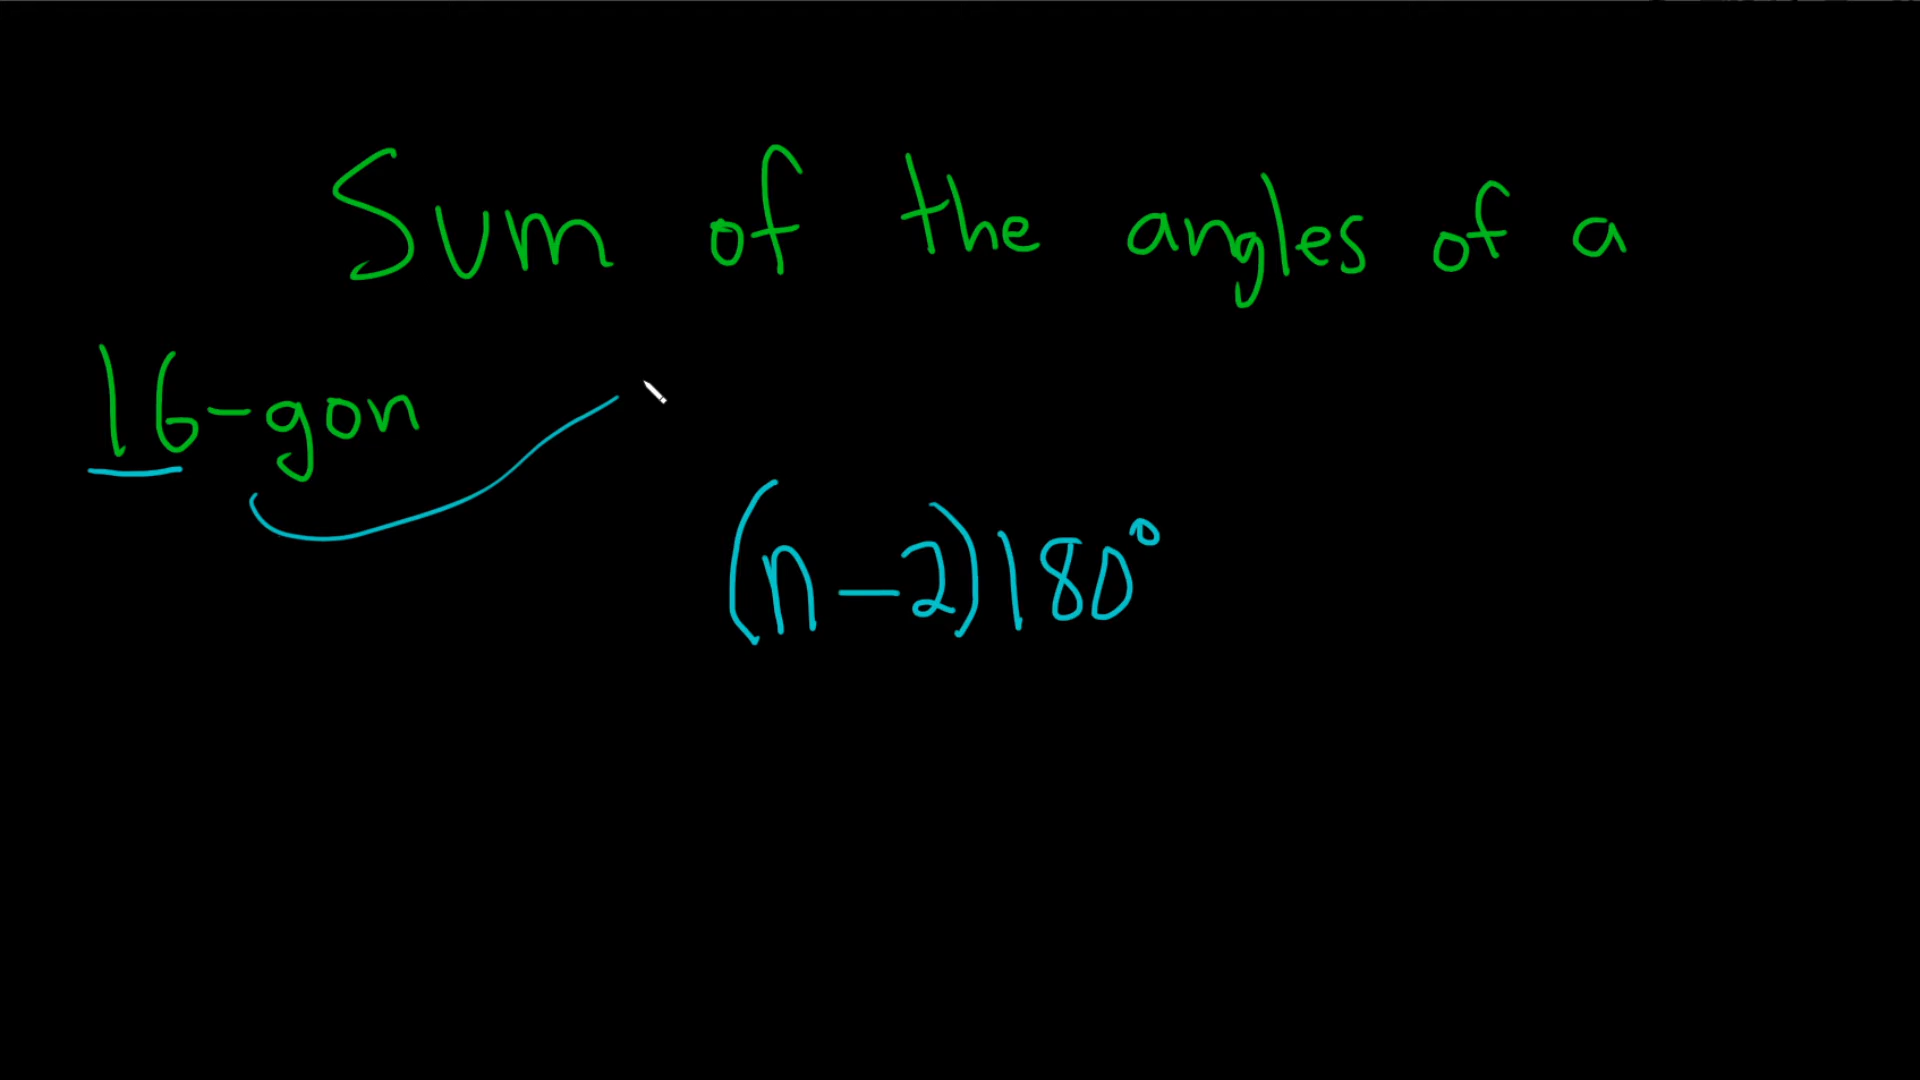 Sum of the angles of a
16-gon
(n-2)180°